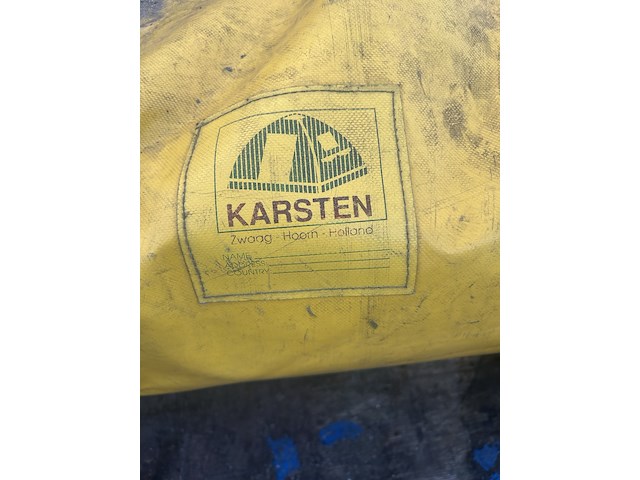 KARSTEN
Zwaag - Hoorn - Holland
NAME
ADDRESS
COUNTRY